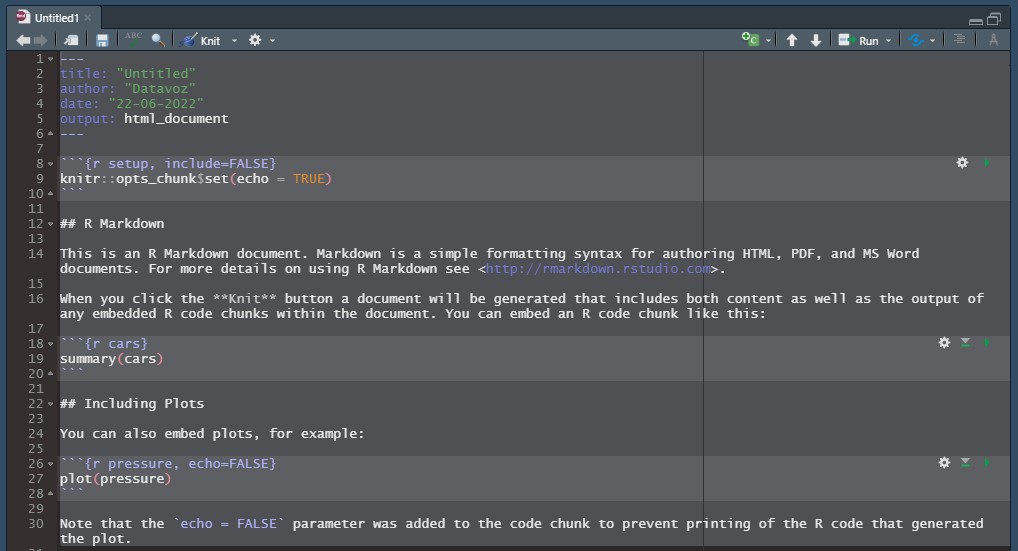 Untitled1
ABC Knit Run A
1 ---
2 title: "Untitled"
3 author: "Datavoz"
4 date: "22-06-2022"
5 output: html_document
6 ---
7
8 ```{r setup, include=FALSE}
9 knitr::opts_chunk$set(echo = TRUE)
10 ```
11
12 ## R Markdown
13
14 This is an R Markdown document. Markdown is a simple formatting syntax for authoring HTML, PDF, and MS Word
documents. For more details on using R Markdown see <http://rmarkdown.rstudio.com>.
15
16 When you click the **Knit** button a document will be generated that includes both content as well as the output of
any embedded R code chunks within the document. You can embed an R code chunk like this:
17
18 ```{r cars}
19 summary(cars)
20 ```
21
22 ## Including Plots
23
24 You can also embed plots, for example:
25
26 ```{r pressure, echo=FALSE}
27 plot(pressure)
28 ```
29
30 Note that the `echo = FALSE` parameter was added to the code chunk to prevent printing of the R code that generated
the plot.